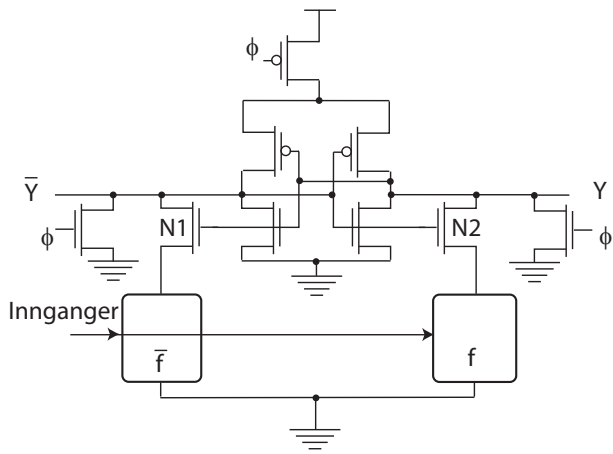 ϕ
Y̅ Y
N1 N2
ϕ ϕ
Innganger
f̅ f